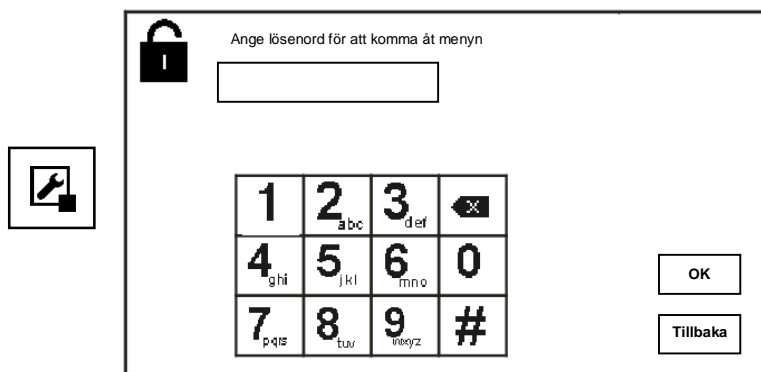 Ange lösenord för att komma åt menyn
1 2 abc 3 def X
4 ghi 5 jkl 6 mno 0
7 pqrs 8 tuv 9 wxyz #
OK
Tillbaka